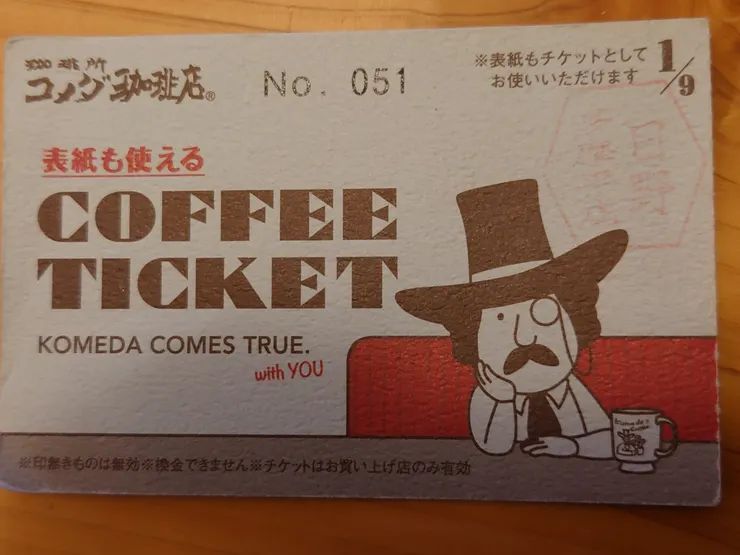 珈琲所
コメダ珈琲店®
No. 051
※表紙もチケットとして
お使いいただけます
1/9
表紙も使える
COFFEE
TICKET
KOMEDA COMES TRUE.
with YOU
※印無きものは無効※換金できません※チケットはお買い上げ店のみ有効